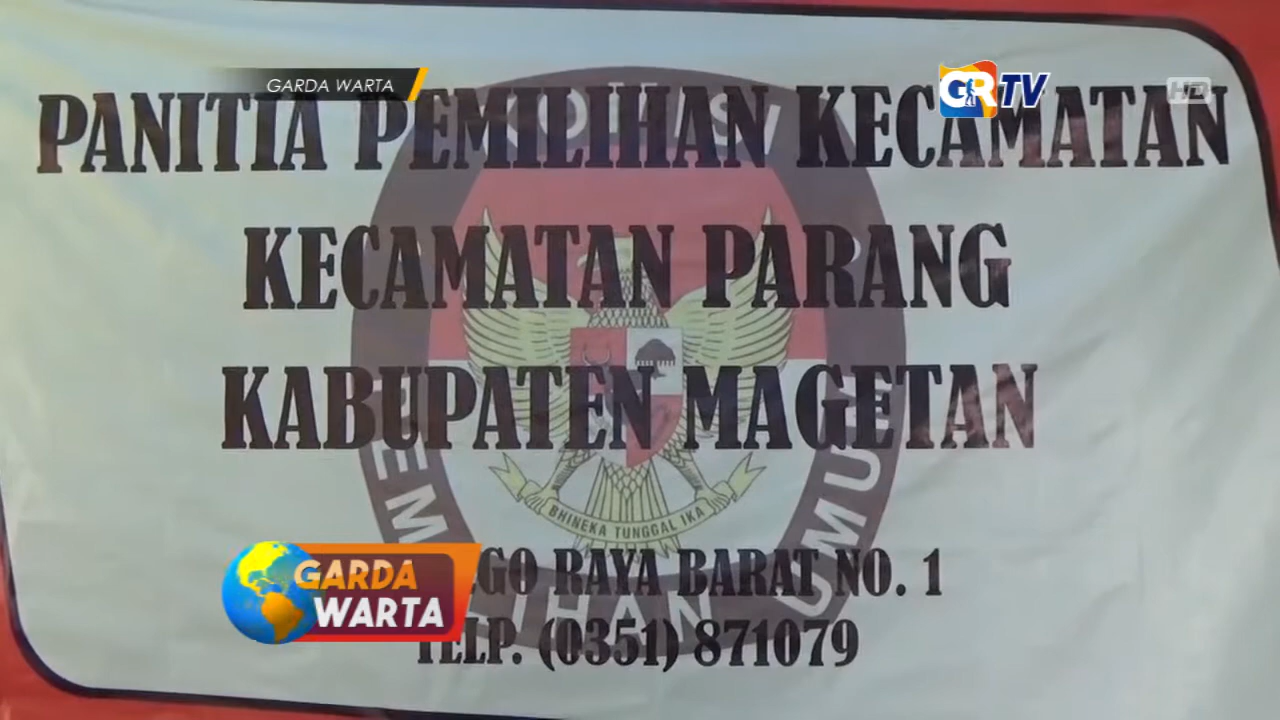 GARDA WARTA
GRTV
HD
PANITIA PEMILIHAN KECAMATAN
KECAMATAN PARANG
KABUPATEN MAGETAN
BHINEKA TUNGGAL IKA
GARDA
WARTA
RAYA BARAT NO. 1
TELP. (0351) 871079
UMUM